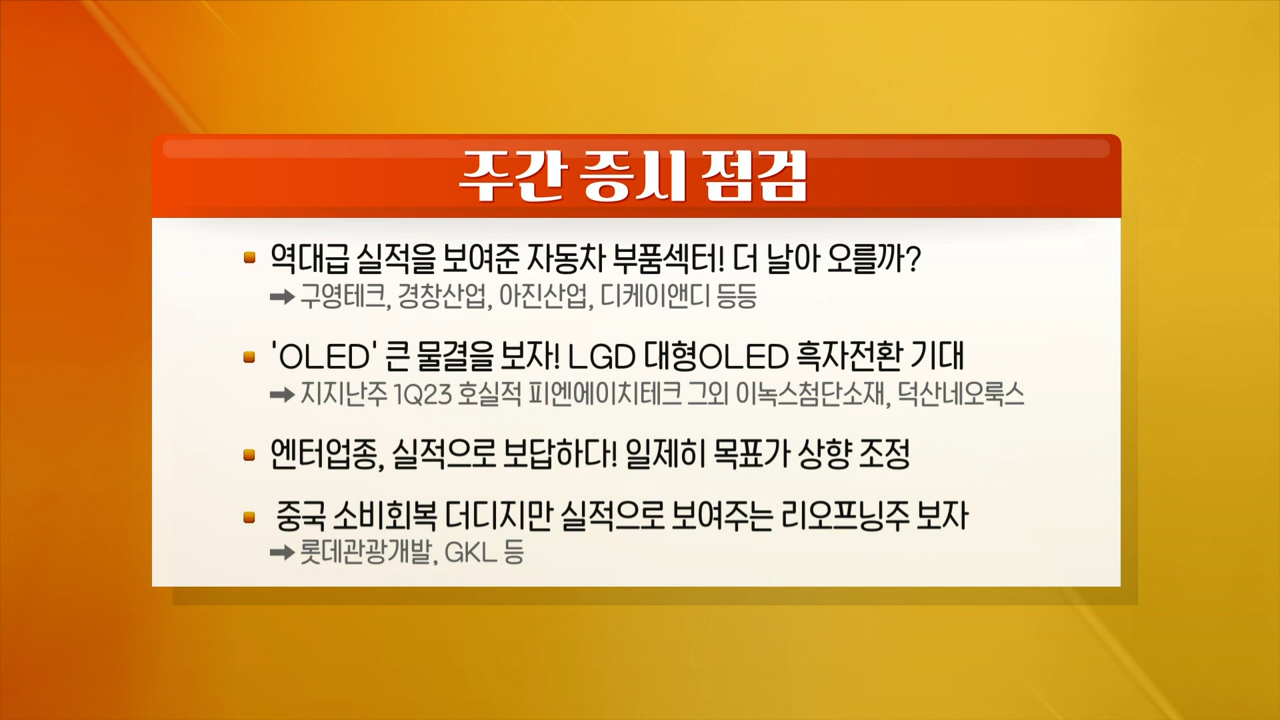 주간 증시 점검
역대급 실적을 보여준 자동차 부품섹터! 더 날아 오를까?
➡ 구영테크, 경창산업, 아진산업, 디케이앤디 등등
'OLED' 큰 물결을 보자! LGD 대형OLED 흑자전환 기대
➡ 지지난주 1Q23 호실적 피엔에이치테크 그외 이녹스첨단소재, 덕산네오룩스
엔터업종, 실적으로 보답하다! 일제히 목표가 상향 조정
중국 소비회복 더디지만 실적으로 보여주는 리오프닝주 보자
➡ 롯데관광개발, GKL 등